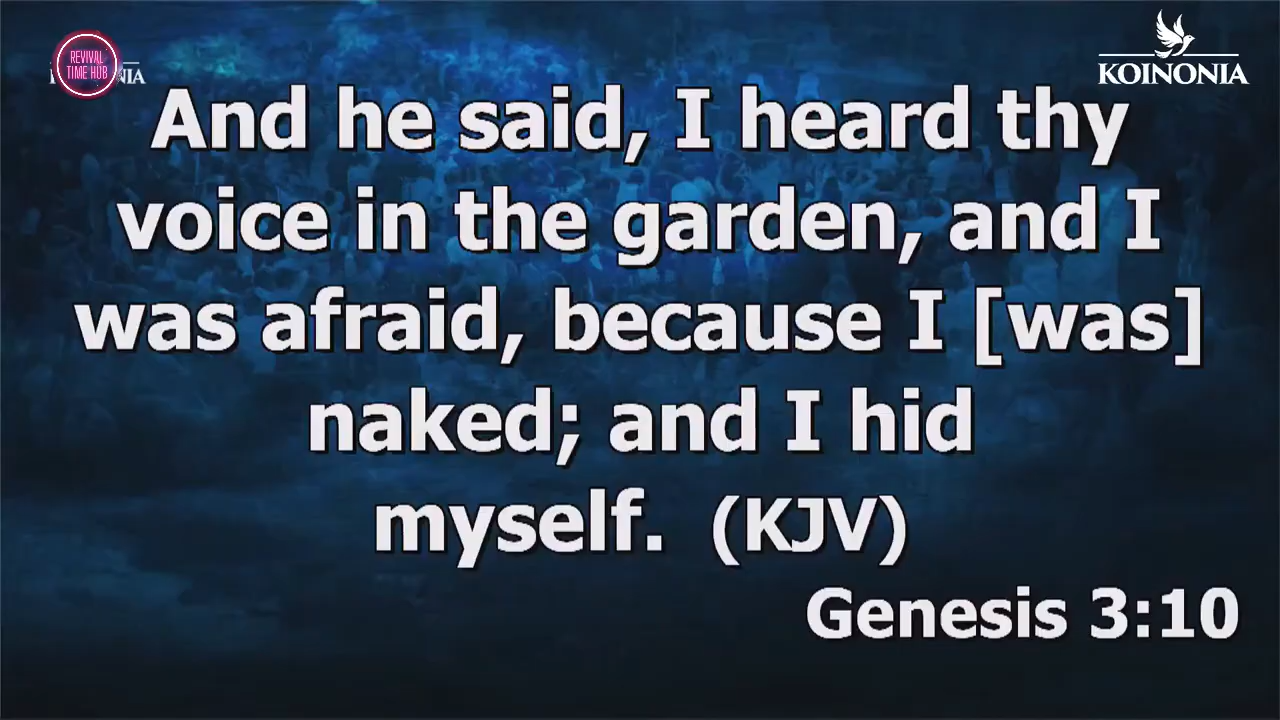 REVIVAL
TIME HUB
NIA
KOINONIA
And he said, I heard thy
voice in the garden, and I
was afraid, because I [was]
naked; and I hid
myself. (KJV)
Genesis 3:10